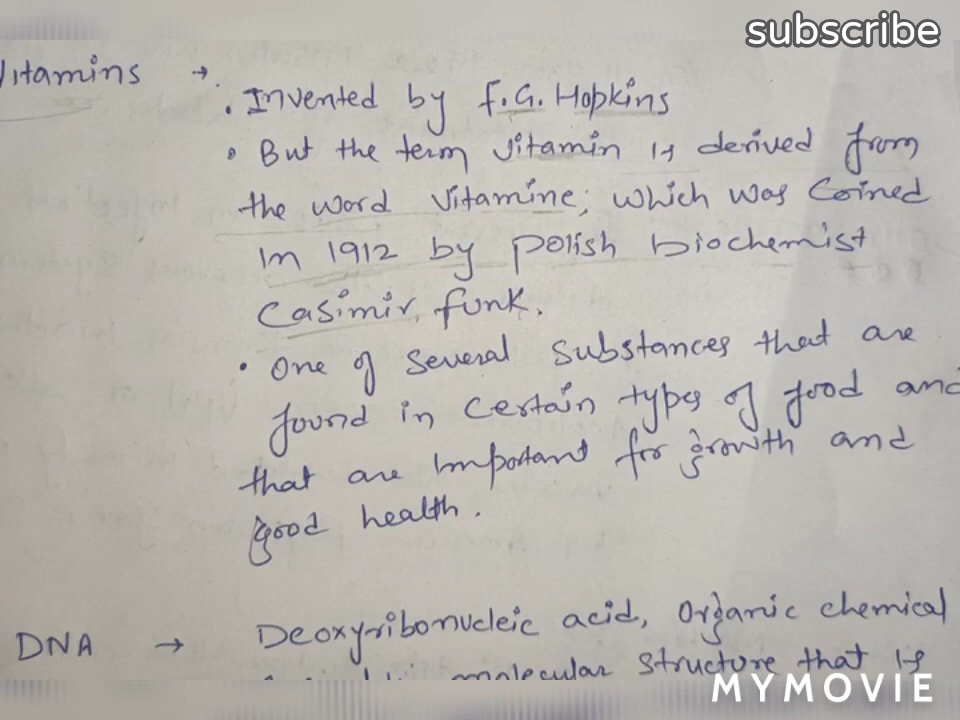 subscribe
Vitamins →
. Invented by F.G. Hopkins
. But the term vitamin is derived from
the word Vitamine, which was Coined
In 1912 by polish biochemist
Casimir funk.
. One of several substances that are
found in certain types of food and
that are Important for growth and
good health.
DNA → Deoxyribonucleic acid, Organic chemical
molecular structure that is
MYMOVIE